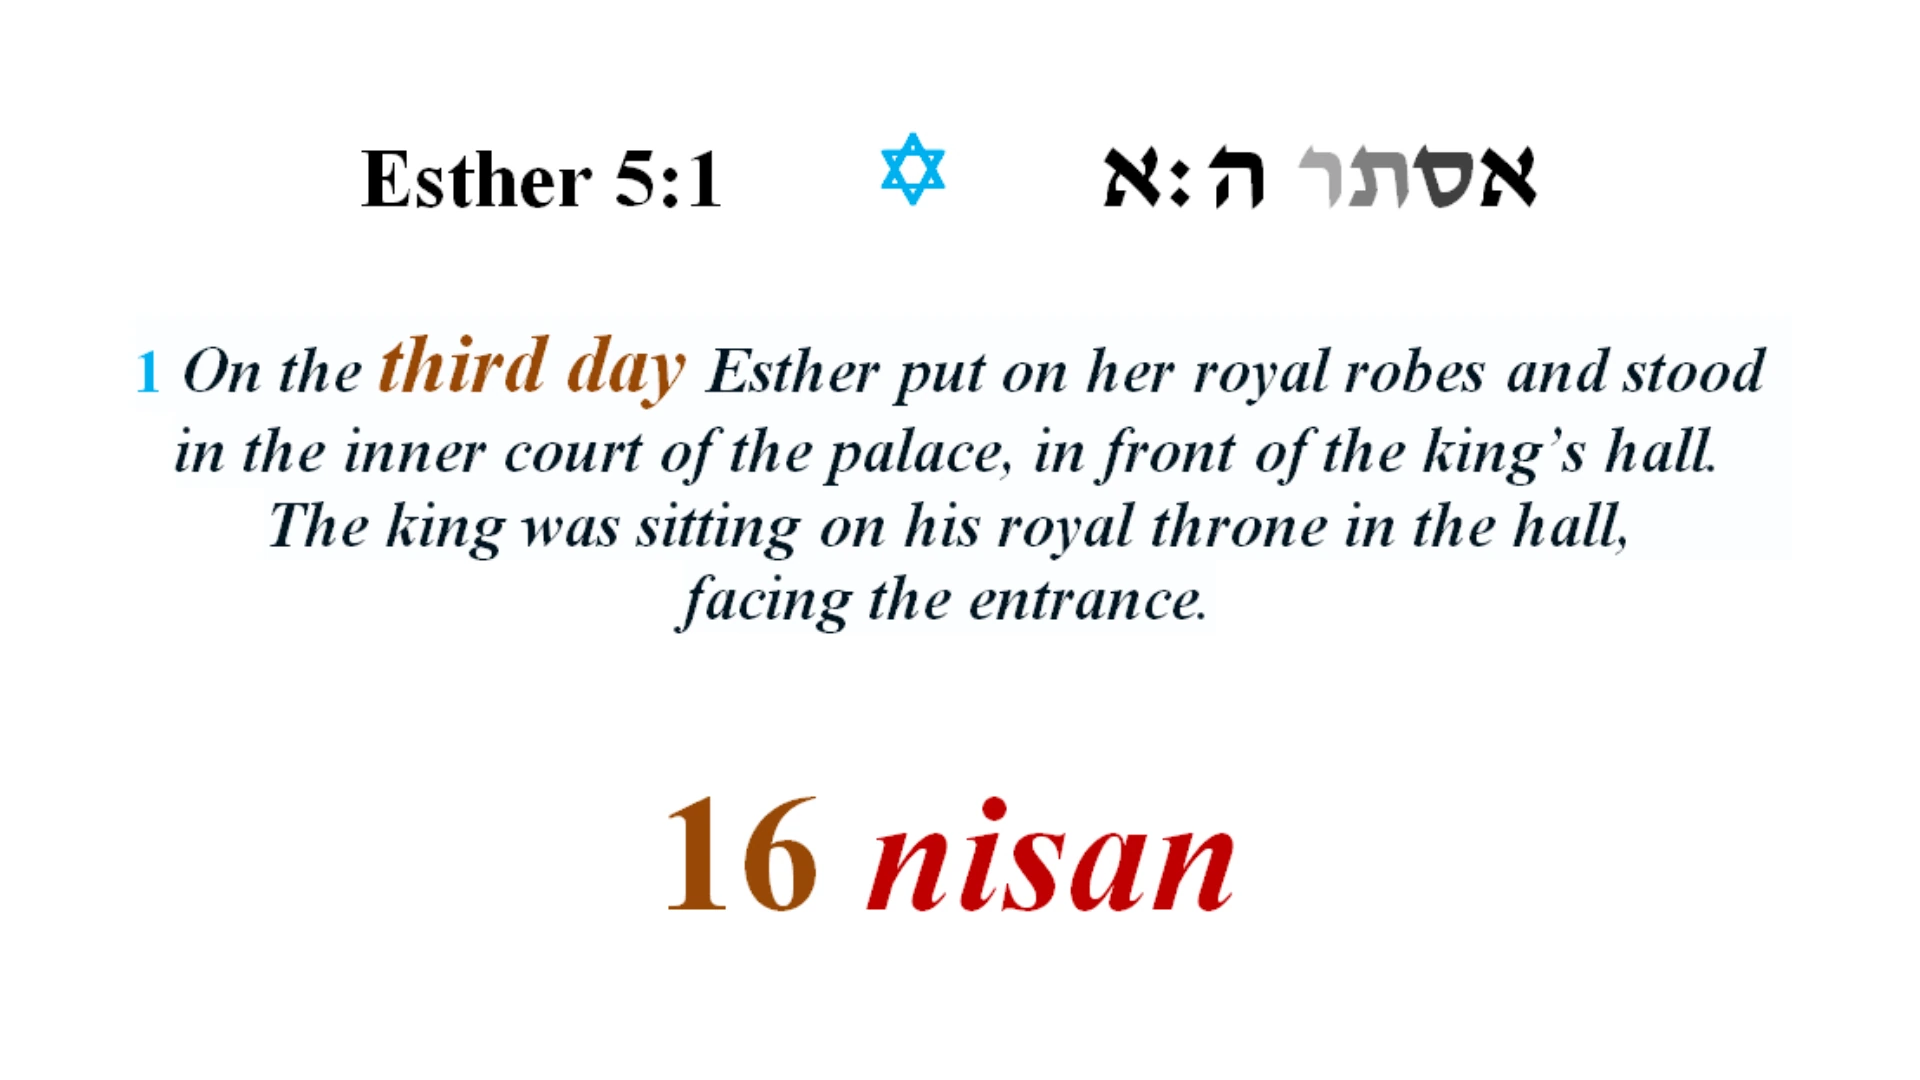 Esther 5:1 ✡ אסתר ה:א
1 On the third day Esther put on her royal robes and stood
in the inner court of the palace, in front of the king’s hall.
The king was sitting on his royal throne in the hall,
facing the entrance.
16 nisan